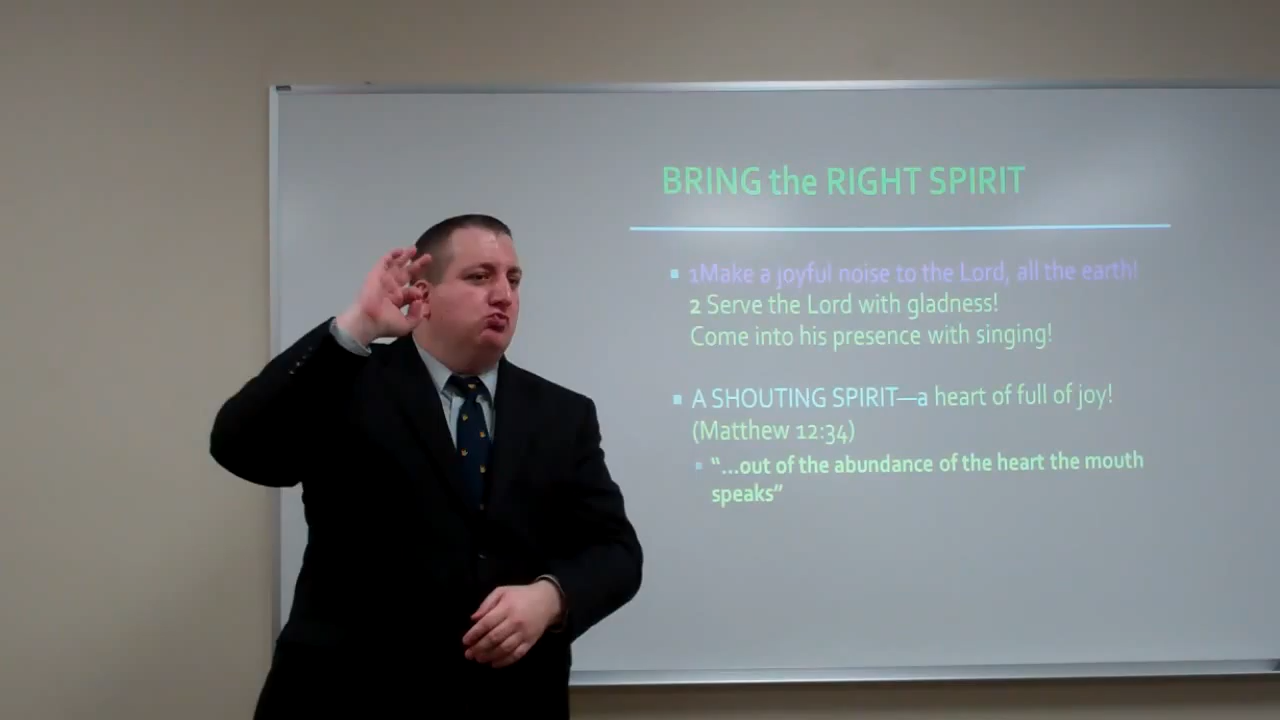 BRING the RIGHT SPIRIT
1Make a joyful noise to the Lord, all the earth!
2 Serve the Lord with gladness!
Come into his presence with singing!
A SHOUTING SPIRIT—a heart of full of joy!
(Matthew 12:34)
"...out of the abundance of the heart the mouth
speaks"